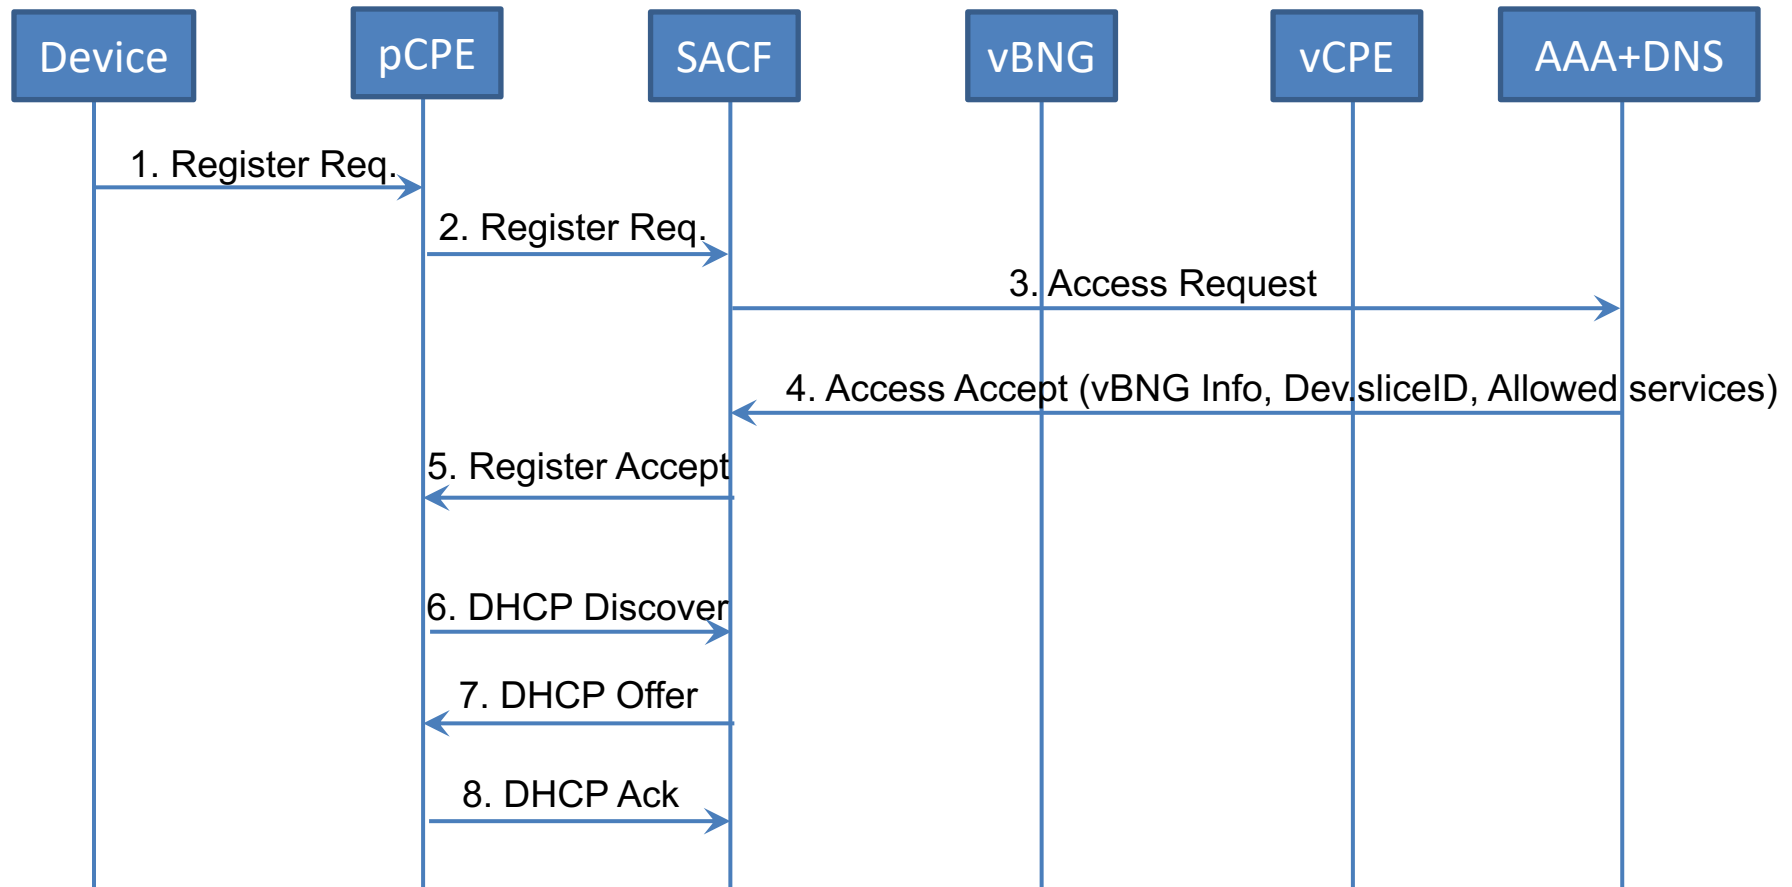 Device
pCPE
SACF
vBNG
vCPE
AAA+DNS
1. Register Req.
2. Register Req.
3. Access Request
4. Access Accept (vBNG Info, Dev.sliceID, Allowed services)
5. Register Accept
6. DHCP Discover
7. DHCP Offer
8. DHCP Ack